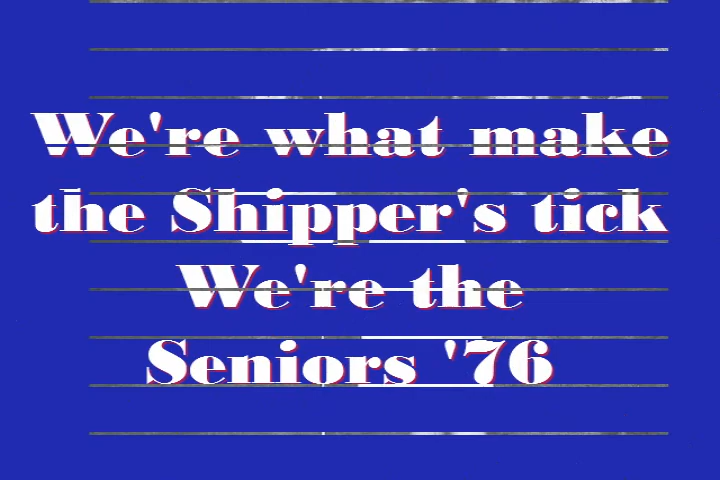 We're what make
the Shipper's tick
We're the
Seniors '76